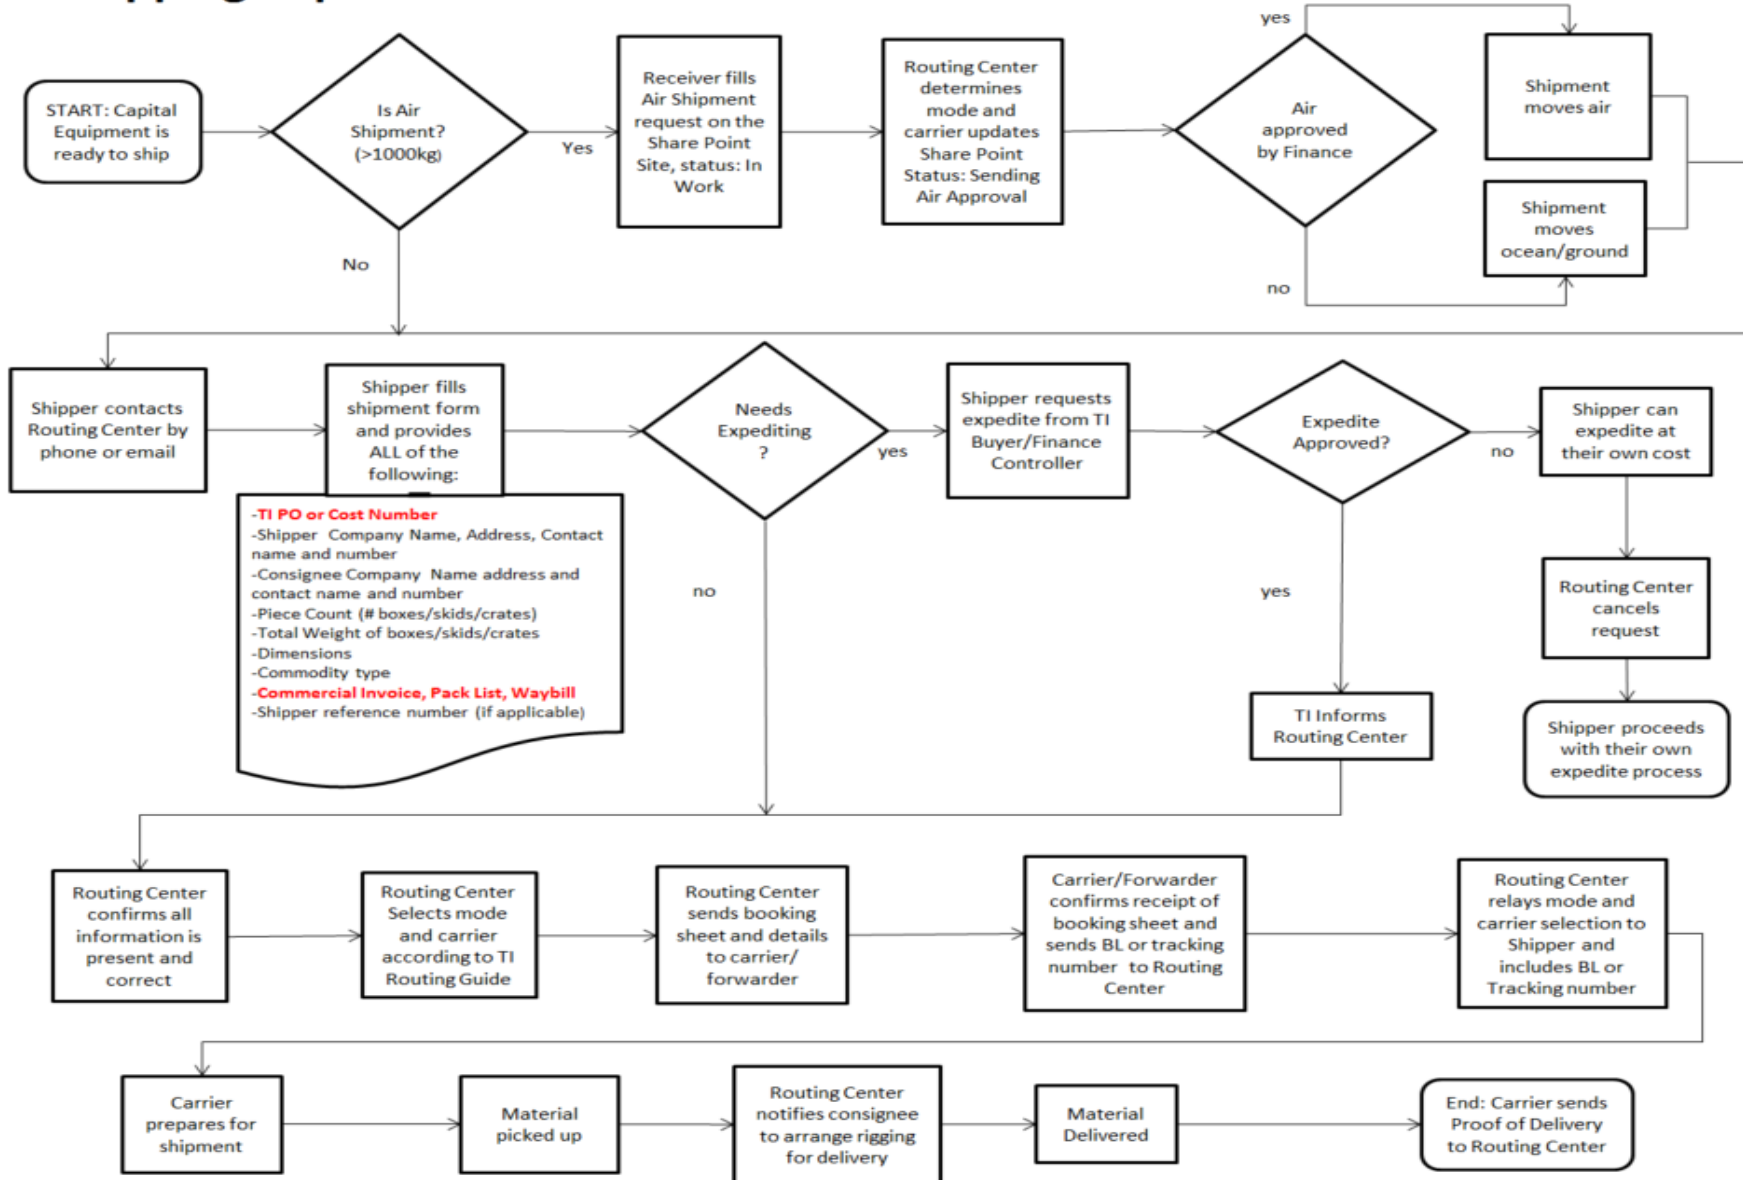 START: Capital
Equipment is
ready to ship
Is Air
Shipment?
(>1000kg)
Yes
No
Receiver fills
Air Shipment
request on the
Share Point
Site, status: In
Work
Routing Center
determines
mode and
carrier updates
Share Point
Status: Sending
Air Approval
Air
approved
by Finance
yes
no
Shipment
moves air
Shipment
moves
ocean/ground
Shipper contacts
Routing Center by
phone or email
Shipper fills
shipment form
and provides
ALL of the
following:
-TI PO or Cost Number
-Shipper Company Name, Address, Contact
name and number
-Consignee Company Name address and
contact name and number
-Piece Count (# boxes/skids/crates)
-Total Weight of boxes/skids/crates
-Dimensions
-Commodity type
-Commercial Invoice, Pack List, Waybill
-Shipper reference number (if applicable)
Needs
Expediting
?
yes
no
Shipper requests
expedite from TI
Buyer/Finance
Controller
Expedite
Approved?
no
yes
Shipper can
expedite at
their own cost
Routing Center
cancels
request
Shipper proceeds
with their own
expedite process
TI Informs
Routing Center
Routing Center
confirms all
information is
present and
correct
Routing Center
Selects mode
and carrier
according to TI
Routing Guide
Routing Center
sends booking
sheet and details
to carrier/
forwarder
Carrier/Forwarder
confirms receipt of
booking sheet and
sends BL or tracking
number to Routing
Center
Routing Center
relays mode and
carrier selection to
Shipper and
includes BL or
Tracking number
Carrier
prepares for
shipment
Material
picked up
Routing Center
notifies consignee
to arrange rigging
for delivery
Material
Delivered
End: Carrier sends
Proof of Delivery
to Routing Center